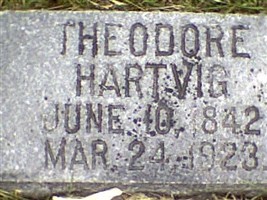 THEODORE
HARTVIG
JUNE 10, 1842
MAR. 24, 1923